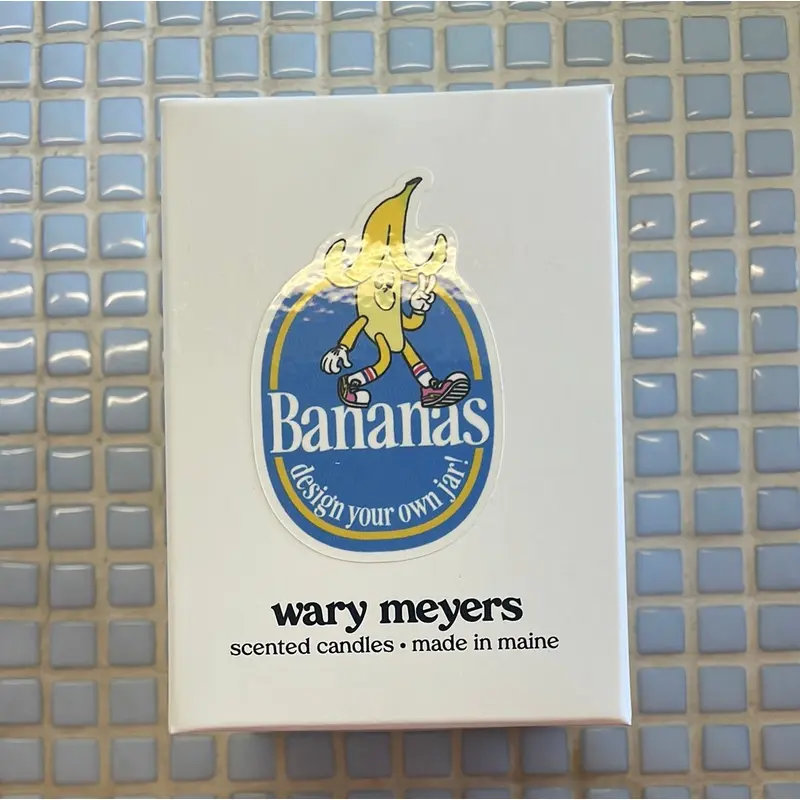 Bananas
design your own jar!
wary meyers
scented candles • made in maine